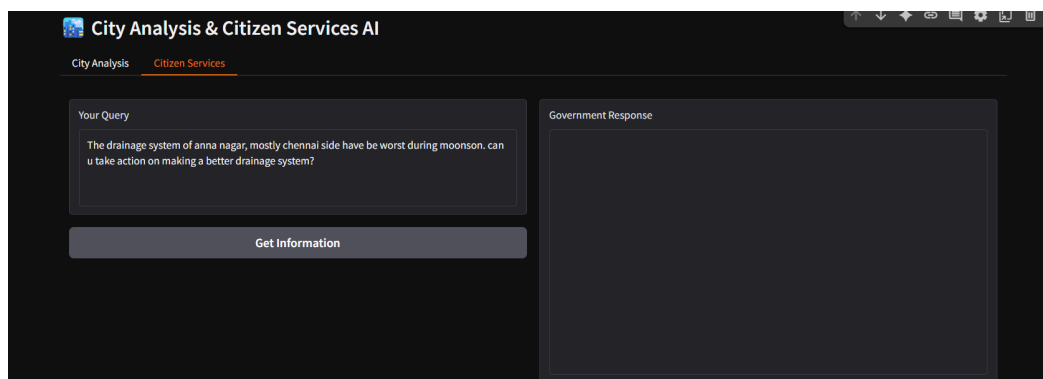 City Analysis & Citizen Services AI
City Analysis
Citizen Services
Your Query
The drainage system of anna nagar, mostly chennai side have be worst during moonson. can
u take action on making a better drainage system?
Get Information
Government Response